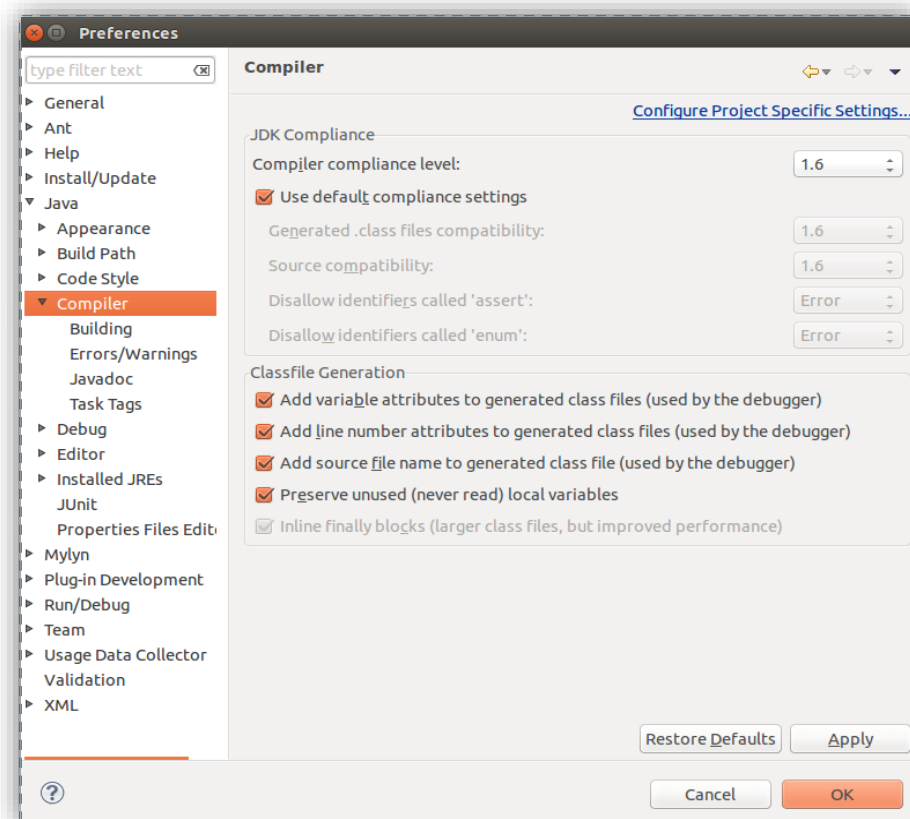 Preferences
type filter text
General
Ant
Help
Install/Update
Java
Appearance
Build Path
Code Style
Compiler
Building
Errors/Warnings
Javadoc
Task Tags
Debug
Editor
Installed JREs
JUnit
Properties Files Edit
Mylyn
Plug-in Development
Run/Debug
Team
Usage Data Collector
Validation
XML
Compiler
Configure Project Specific Settings...
JDK Compliance
Compiler compliance level: 1.6
Use default compliance settings
Generated .class files compatibility: 1.6
Source compatibility: 1.6
Disallow identifiers called 'assert': Error
Disallow identifiers called 'enum': Error
Classfile Generation
Add variable attributes to generated class files (used by the debugger)
Add line number attributes to generated class files (used by the debugger)
Add source file name to generated class file (used by the debugger)
Preserve unused (never read) local variables
Inline finally blocks (larger class files, but improved performance)
Restore Defaults Apply
? Cancel OK